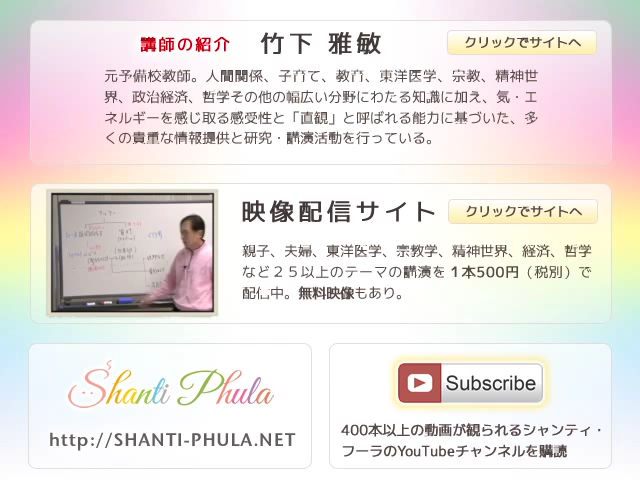 講師の紹介 竹下 雅敏 クリックでサイトへ
元予備校教師。人間関係、子育て、教育、東洋医学、宗教、精神世
界、政治経済、哲学その他の幅広い分野にわたる知識に加え、気・エ
ネルギーを感じ取る感受性と「直観」と呼ばれる能力に基づいた、多
くの貴重な情報提供と研究・講演活動を行っている。
映像配信サイト クリックでサイトへ
親子、夫婦、東洋医学、宗教学、精神世界、経済、哲学
など２５以上のテーマの講演を１本500円（税別）で
配信中。無料映像もあり。
Shanti Phula
http://SHANTI-PHULA.NET
Subscribe
400本以上の動画が観られるシャンティ・
フーラのYouTubeチャンネルを購読